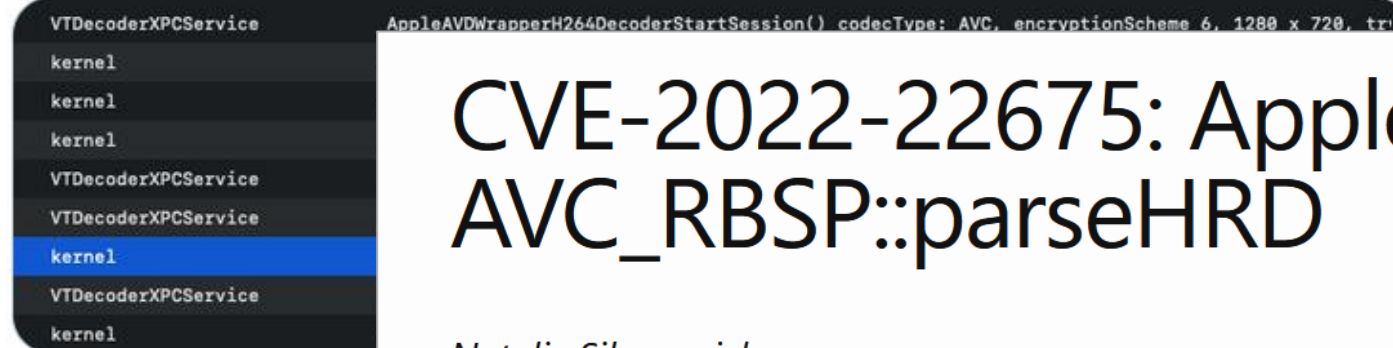 VTDecoderXPCService AppleAVDWrapperH264DecoderStartSession() codecType: AVC, encryptionScheme 6, 1280 x 720,
kernel
kernel
kernel
VTDecoderXPCService
VTDecoderXPCService
kernel
VTDecoderXPCService
kernel
CVE-2022-22675: Apple
AVC_RBSP::parseHRD